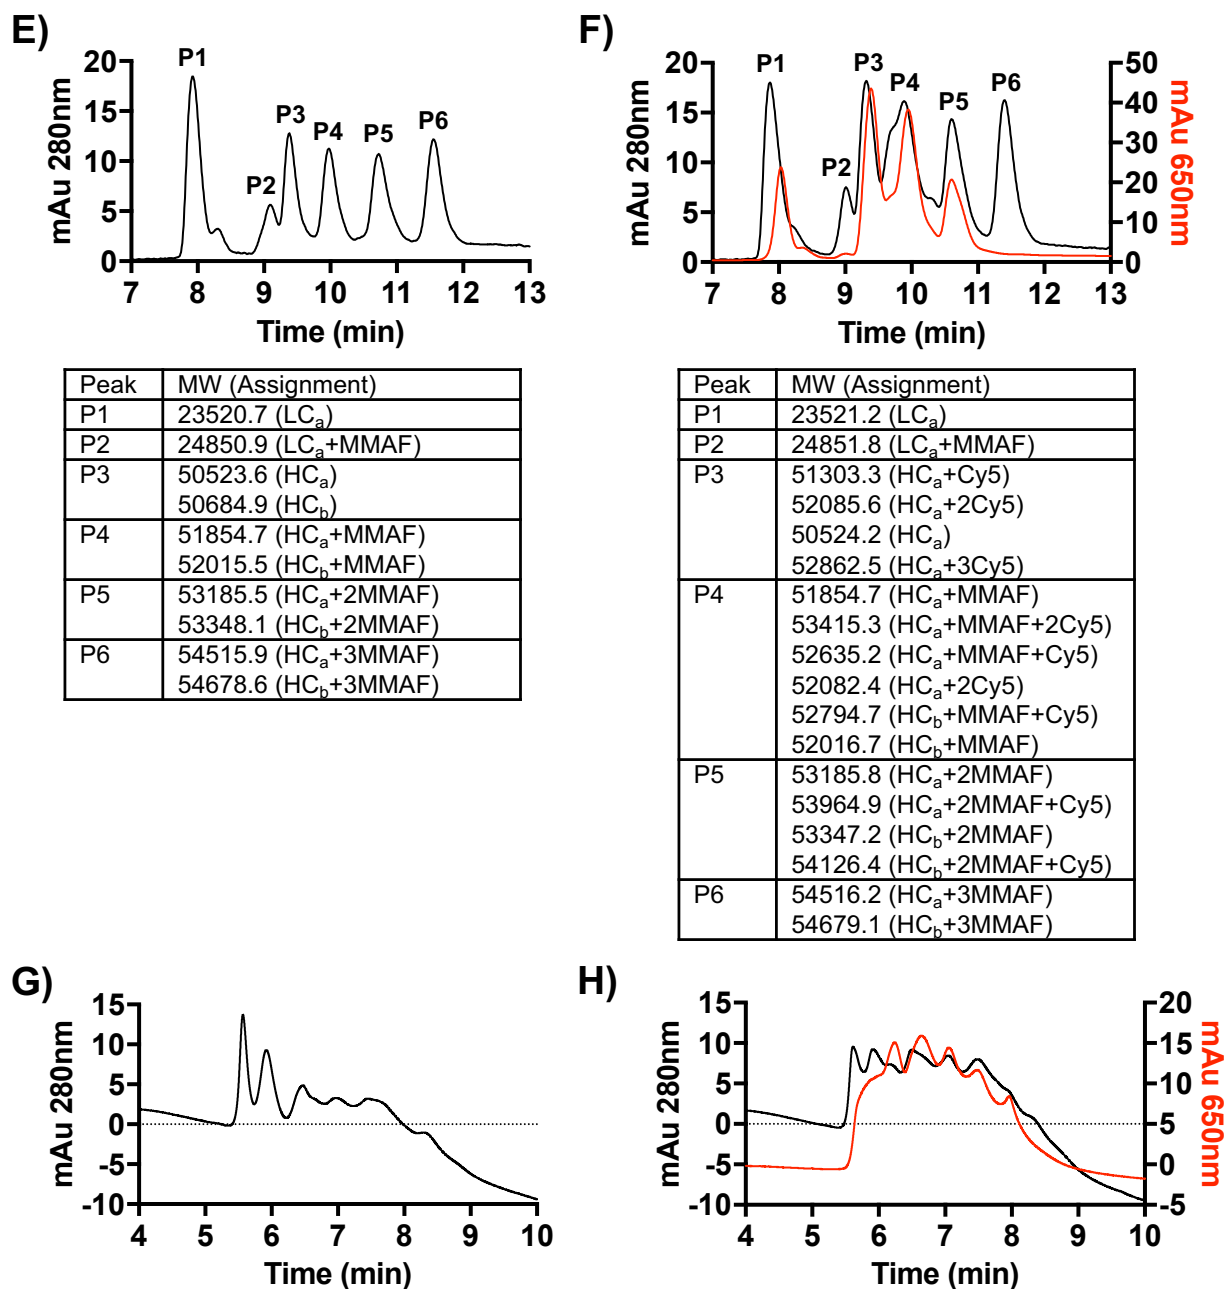 E)
P1
P2
P3
P4
P5
P6
mAu 280nm
20
15
10
5
0
7 8 9 10 11 12 13
Time (min)
F)
P1
P2
P3
P4
P5
P6
mAu 280nm
20
15
10
5
0
50
40
30
20
10
0
mAu 650nm
7 8 9 10 11 12 13
Time (min)
Peak MW (Assignment)
P1 23520.7 (LCa)
P2 24850.9 (LCa+MMAF)
P3 50523.6 (HCa)
50684.9 (HCb)
P4 51854.7 (HCa+MMAF)
52015.5 (HCb+MMAF)
P5 53185.5 (HCa+2MMAF)
53348.1 (HCb+2MMAF)
P6 54515.9 (HCa+3MMAF)
54678.6 (HCb+3MMAF)
Peak MW (Assignment)
P1 23521.2 (LCa)
P2 24851.8 (LCa+MMAF)
P3 51303.3 (HCa+Cy5)
52085.6 (HCa+2Cy5)
50524.2 (HCa)
52862.5 (HCa+3Cy5)
P4 51854.7 (HCa+MMAF)
53415.3 (HCa+MMAF+2Cy5)
52635.2 (HCa+MMAF+Cy5)
52082.4 (HCa+2Cy5)
52794.7 (HCb+MMAF+Cy5)
52016.7 (HCb+MMAF)
P5 53185.8 (HCa+2MMAF)
53964.9 (HCa+2MMAF+Cy5)
53347.2 (HCb+2MMAF)
54126.4 (HCb+2MMAF+Cy5)
P6 54516.2 (HCa+3MMAF)
54679.1 (HCb+3MMAF)
G)
mAu 280nm
15
10
5
0
-5
-10
4 5 6 7 8 9 10
Time (min)
H)
mAu 280nm
15
10
5
0
-5
-10
20
15
10
5
0
-5
mAu 650nm
4 5 6 7 8 9 10
Time (min)